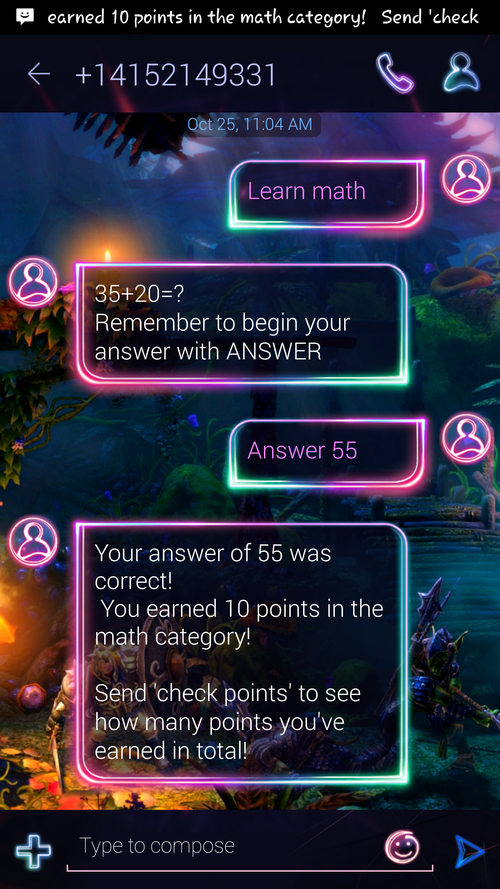 earned 10 points in the math category!   Send 'check
+14152149331
Oct 25, 11:04 AM
Learn math
35+20=?
Remember to begin your
answer with ANSWER
Answer 55
Your answer of 55 was
correct!
You earned 10 points in the
math category!
Send 'check points' to see
how many points you've
earned in total!
Type to compose